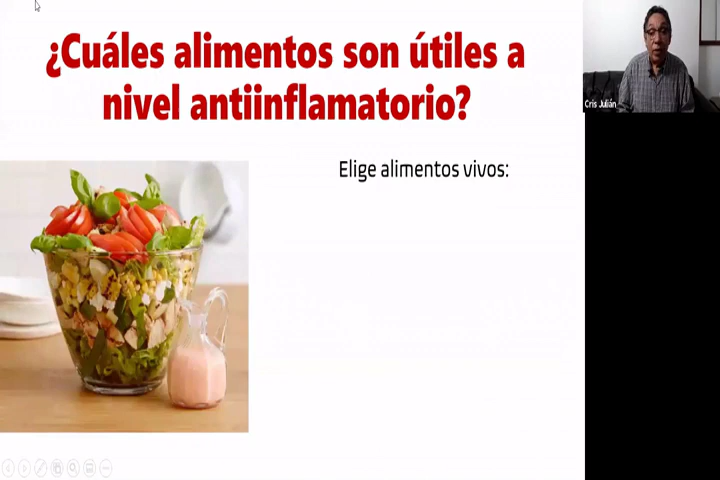 ¿Cuáles alimentos son útiles a
nivel antiinflamatorio?
Elige alimentos vivos:
Cris Julián